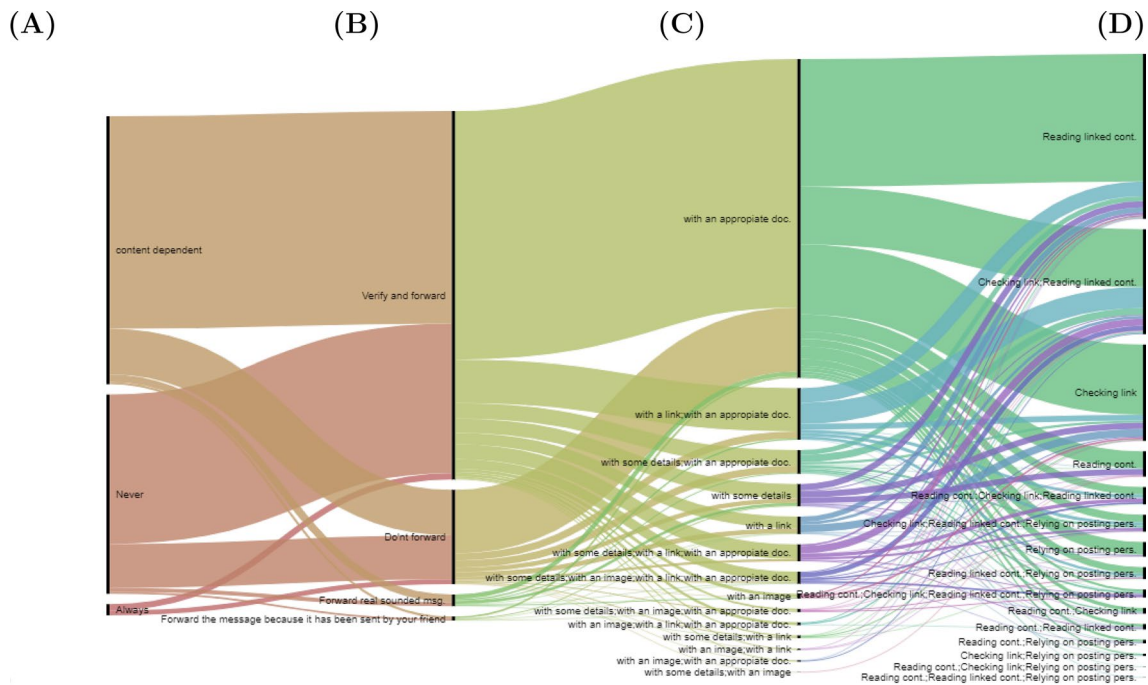 (A)
(B)
(C)
(D)
content dependent
Never
Always
Verify and forward
Do'nt forward
Forward real sounded msg.
Forward the message because it has been sent by your friend
with an appropiate doc.
with a link;with an appropiate doc.
with some details;with an appropiate doc.
with some details
with a link
with some details;with a link;with an appropiate doc.
with some details;with an image;with a link;with an appropiate doc.
with an image
with some details;with an image;with an appropiate doc.
with an image;with a link;with an appropiate doc.
with some details;with a link
with an image;with a link
with an image;with an appropiate doc.
with some details;with an image
Reading linked cont.
Checking link;Reading linked cont.
Checking link
Reading cont.
Reading cont.;Checking link;Reading linked cont.
Checking link;Reading linked cont.;Relying on posting pers.
Relying on posting pers.
Reading linked cont.;Relying on posting pers.
Reading cont.;Checking link;Reading linked cont.;Relying on posting pers.
Reading cont.;Checking link
Reading cont.;Reading linked cont.
Reading cont.;Relying on posting pers.
Checking link;Relying on posting pers.
Reading cont.;Checking link;Relying on posting pers.
Reading cont.;Reading linked cont.;Relying on posting pers.